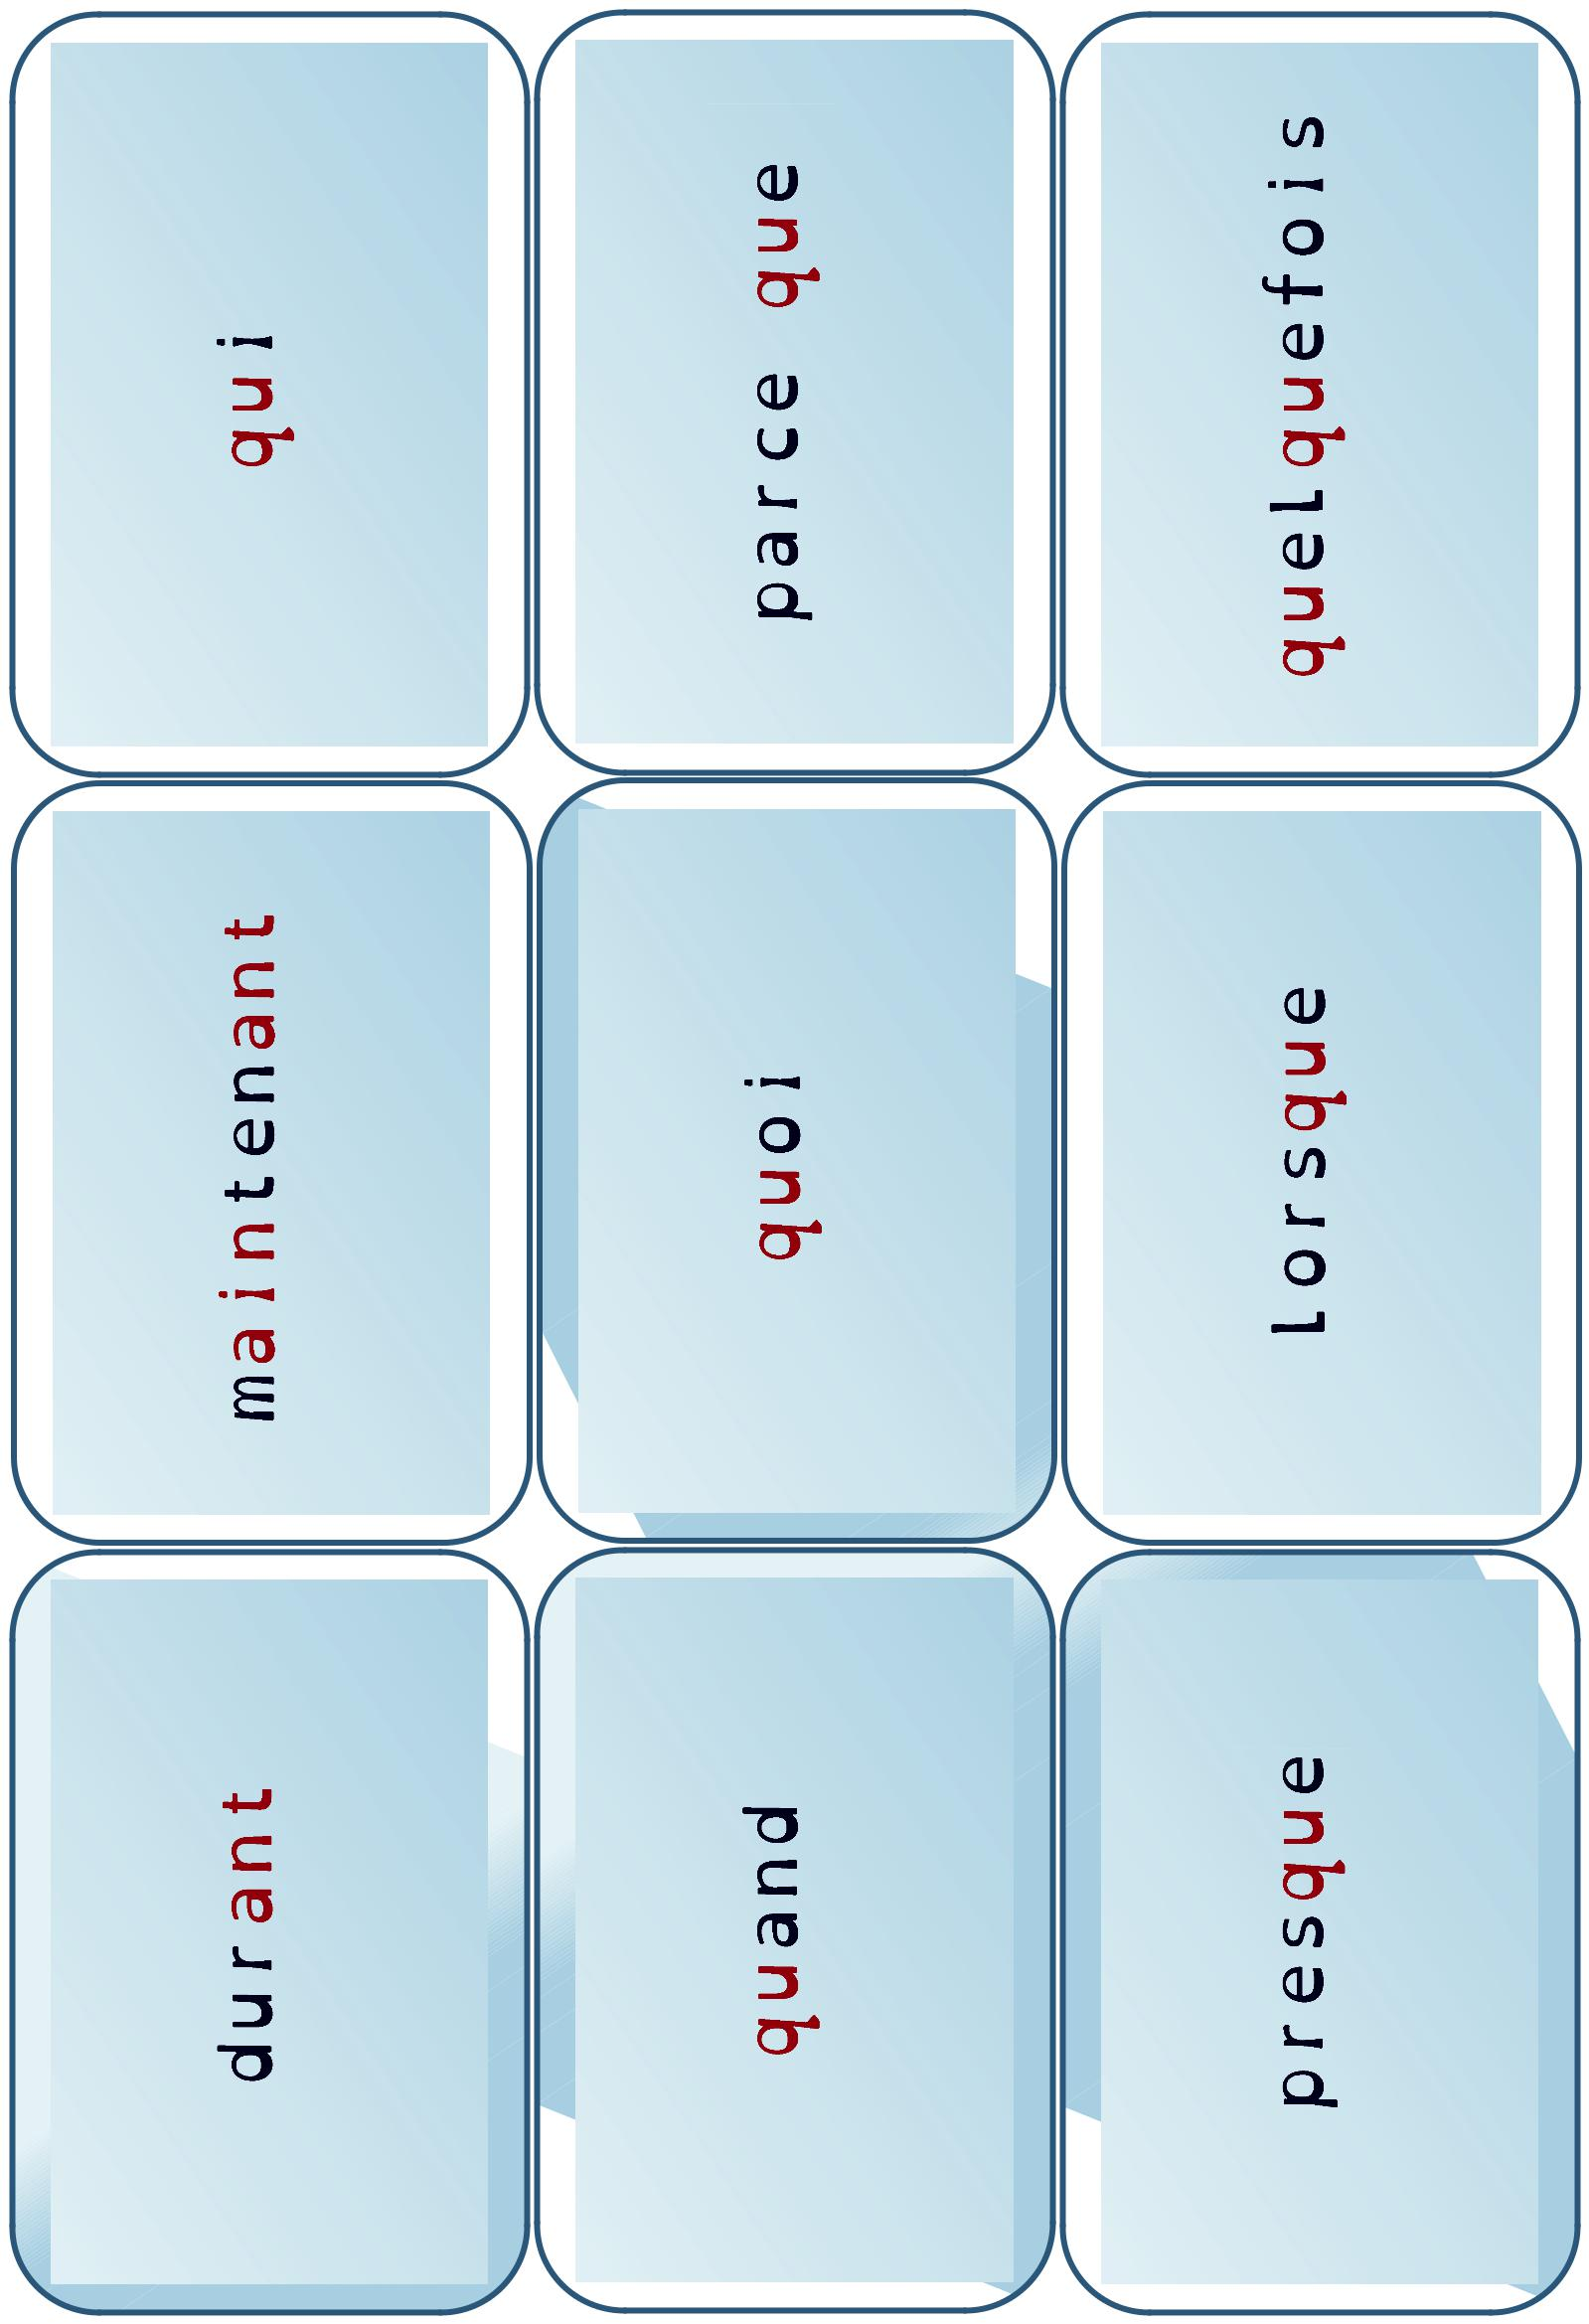 durant
maintenant
qui
quand
quoi
parce que
presque
lorsque
quelquefois